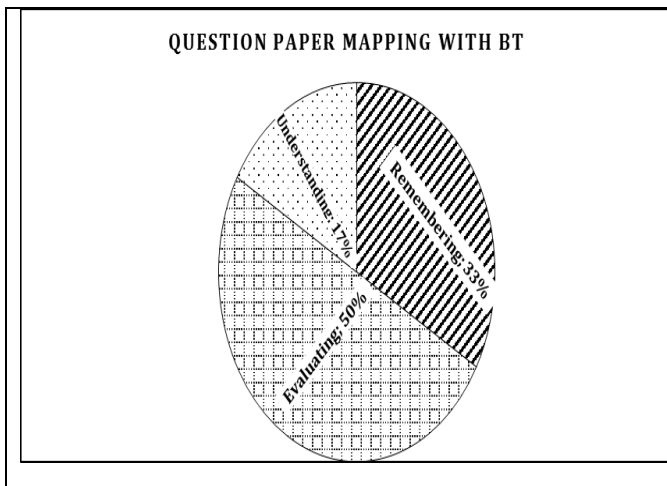 QUESTION PAPER MAPPING WITH BT
Understanding; 17%
Remembering; 33%
Evaluating; 50%